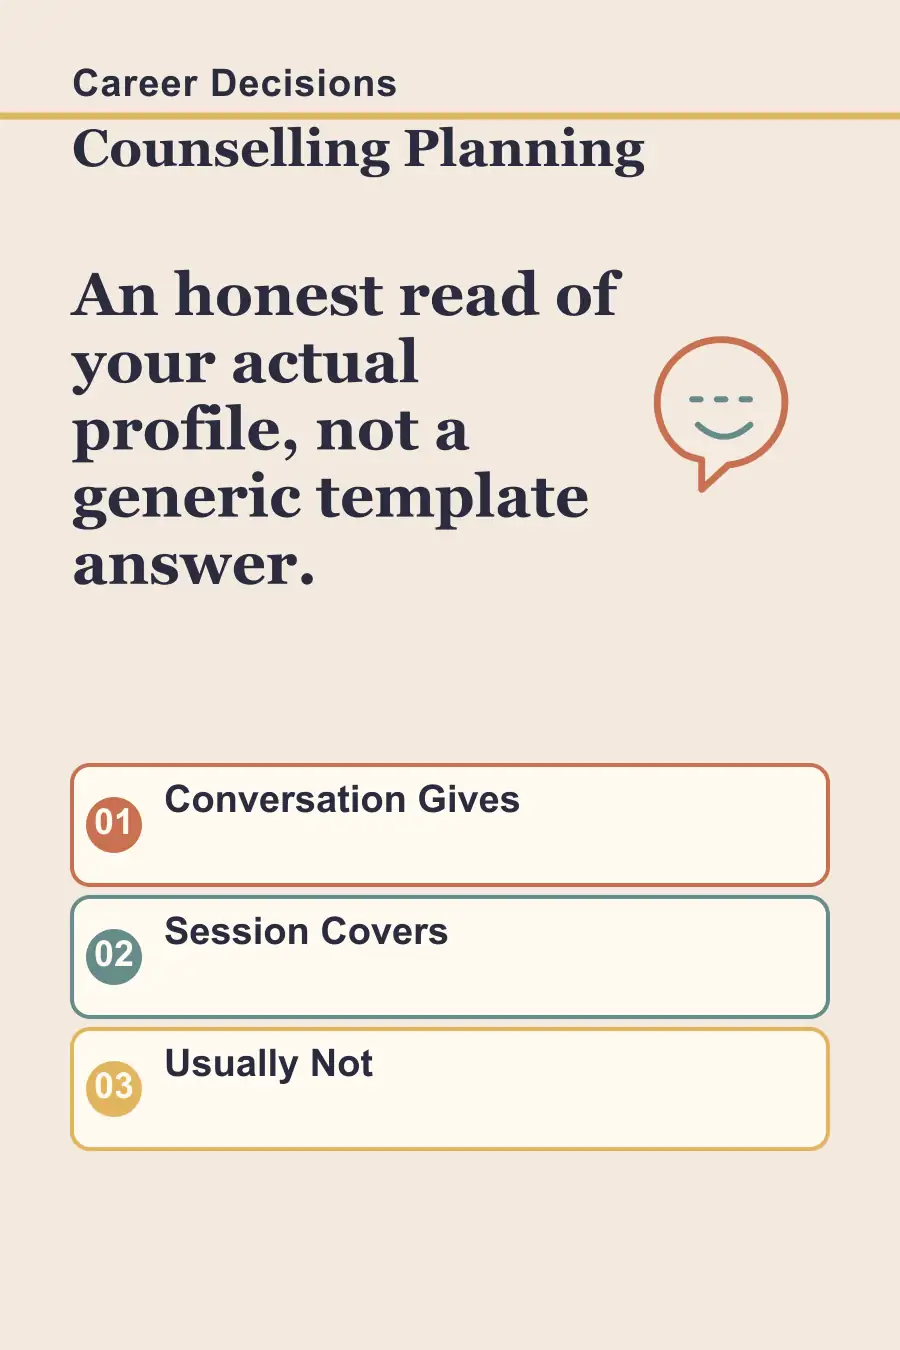 Career Decisions
Counselling Planning
An honest read of
your actual
profile, not a
generic template
answer.
01
Conversation Gives
02
Session Covers
03
Usually Not